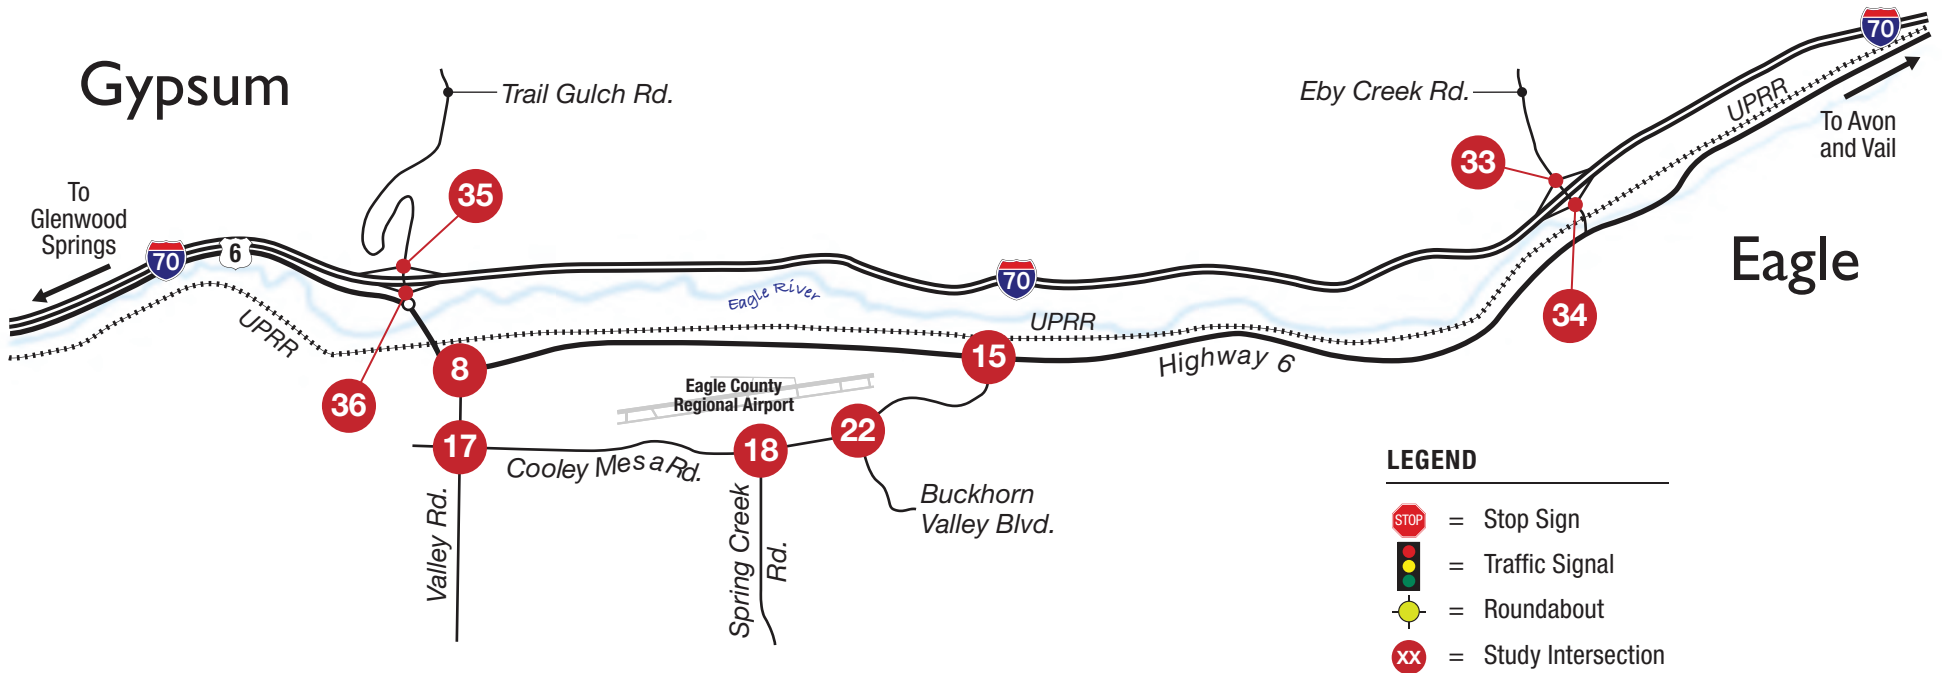 Gypsum
Trail Gulch Rd.
Eby Creek Rd.
70
UPRR
To Avon
and Vail
33
35
To
Glenwood
Springs
70
6
Eagle
70
Eagle River
UPRR
UPRR
34
Highway 6
15
8
36
Eagle County
Regional Airport
22
17
18
Cooley Mesa Rd.
Valley Rd.
Spring Creek
Rd.
Buckhorn
Valley Blvd.
LEGEND
STOP = Stop Sign
= Traffic Signal
= Roundabout
XX = Study Intersection